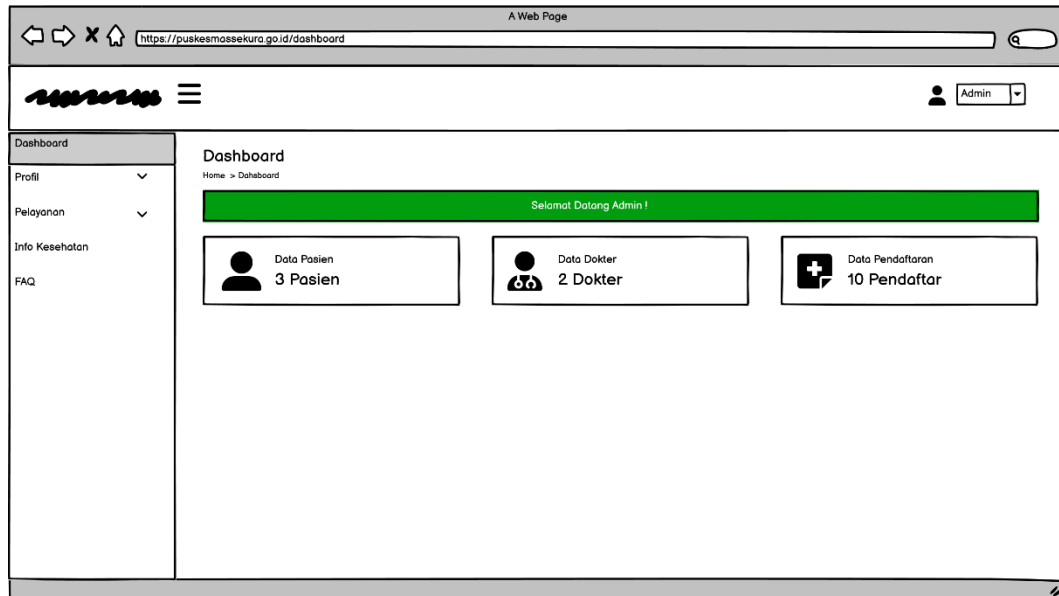 A Web Page
https://puskesmassekura.go.id/dashboard
Admin
Dashboard
Profil
Pelayanan
Info Kesehatan
FAQ
Dashboard
Home > Dahsboard
Selamat Datang Admin !
Data Pasien
3 Pasien
Data Dokter
2 Dokter
Data Pendaftaran
10 Pendaftar